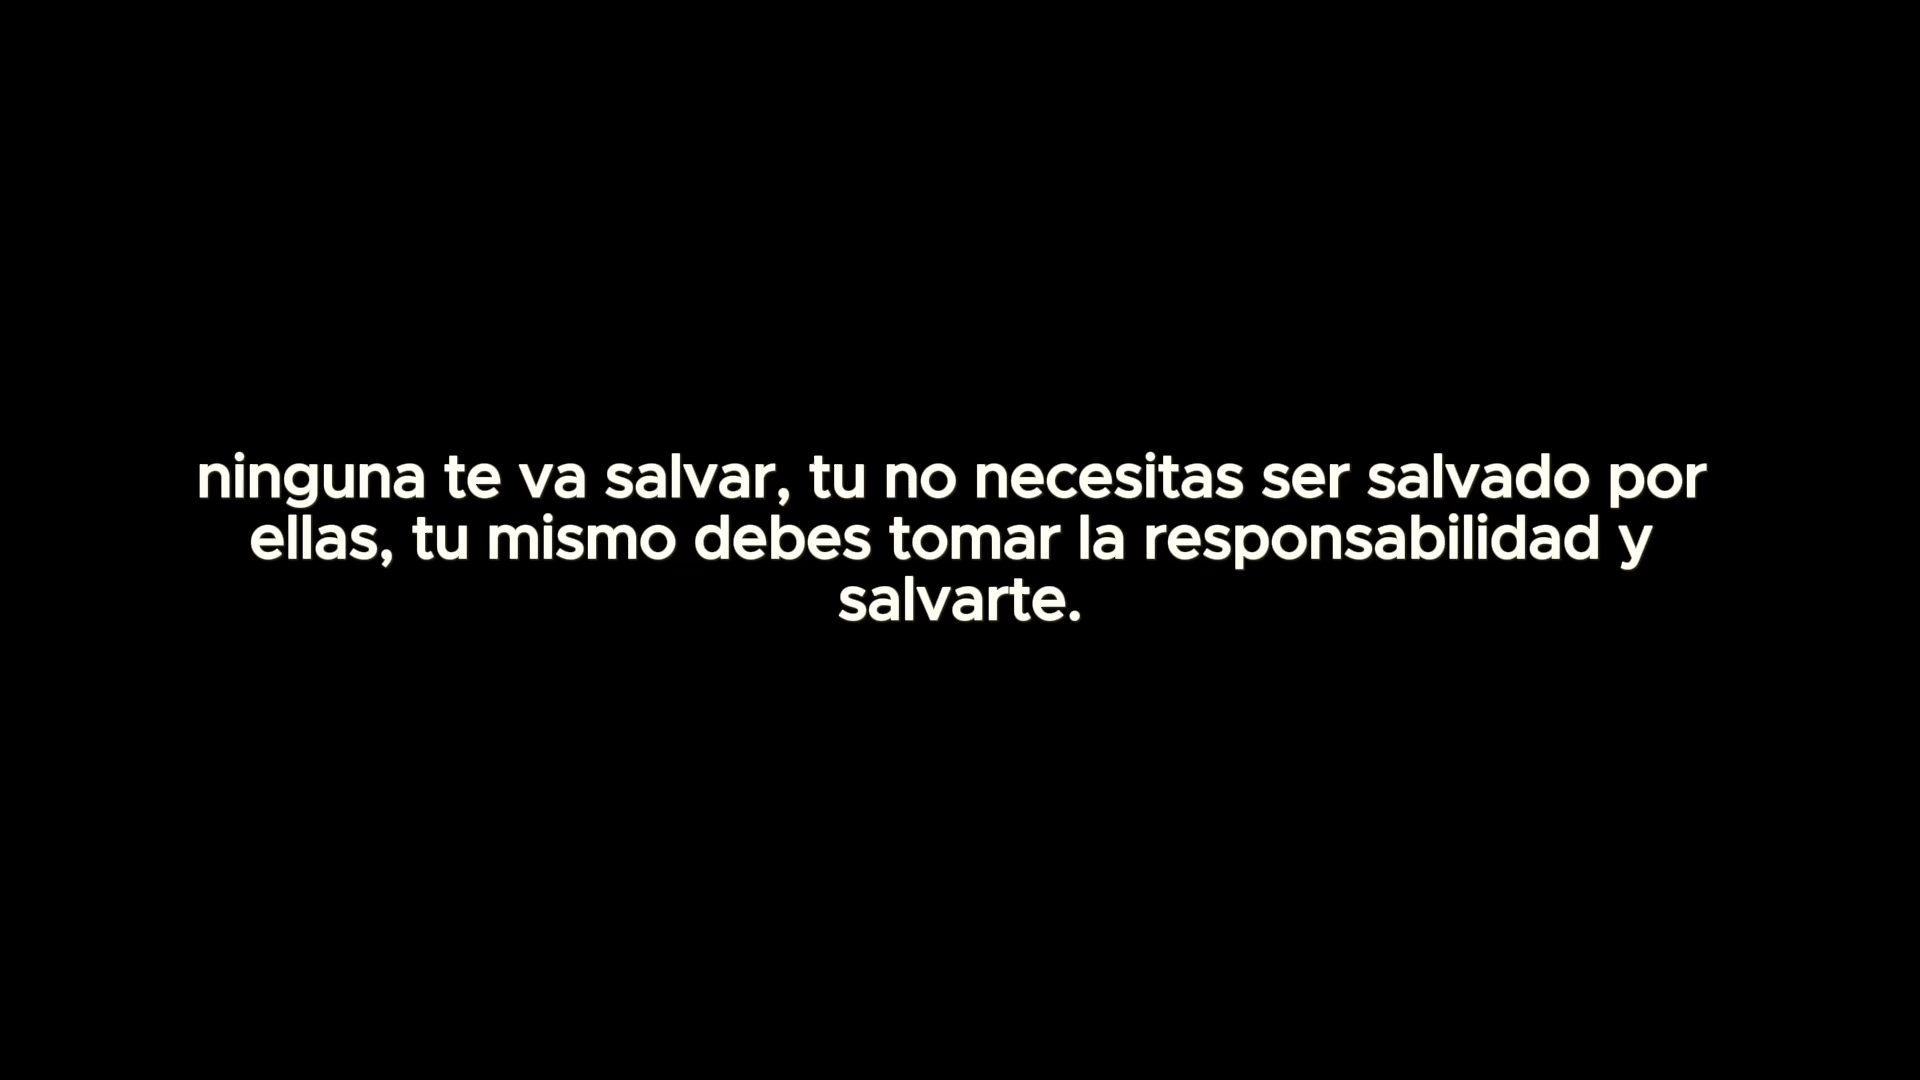 ninguna te va salvar, tu no necesitas ser salvado por
ellas, tu mismo debes tomar la responsabilidad y
salvarte.